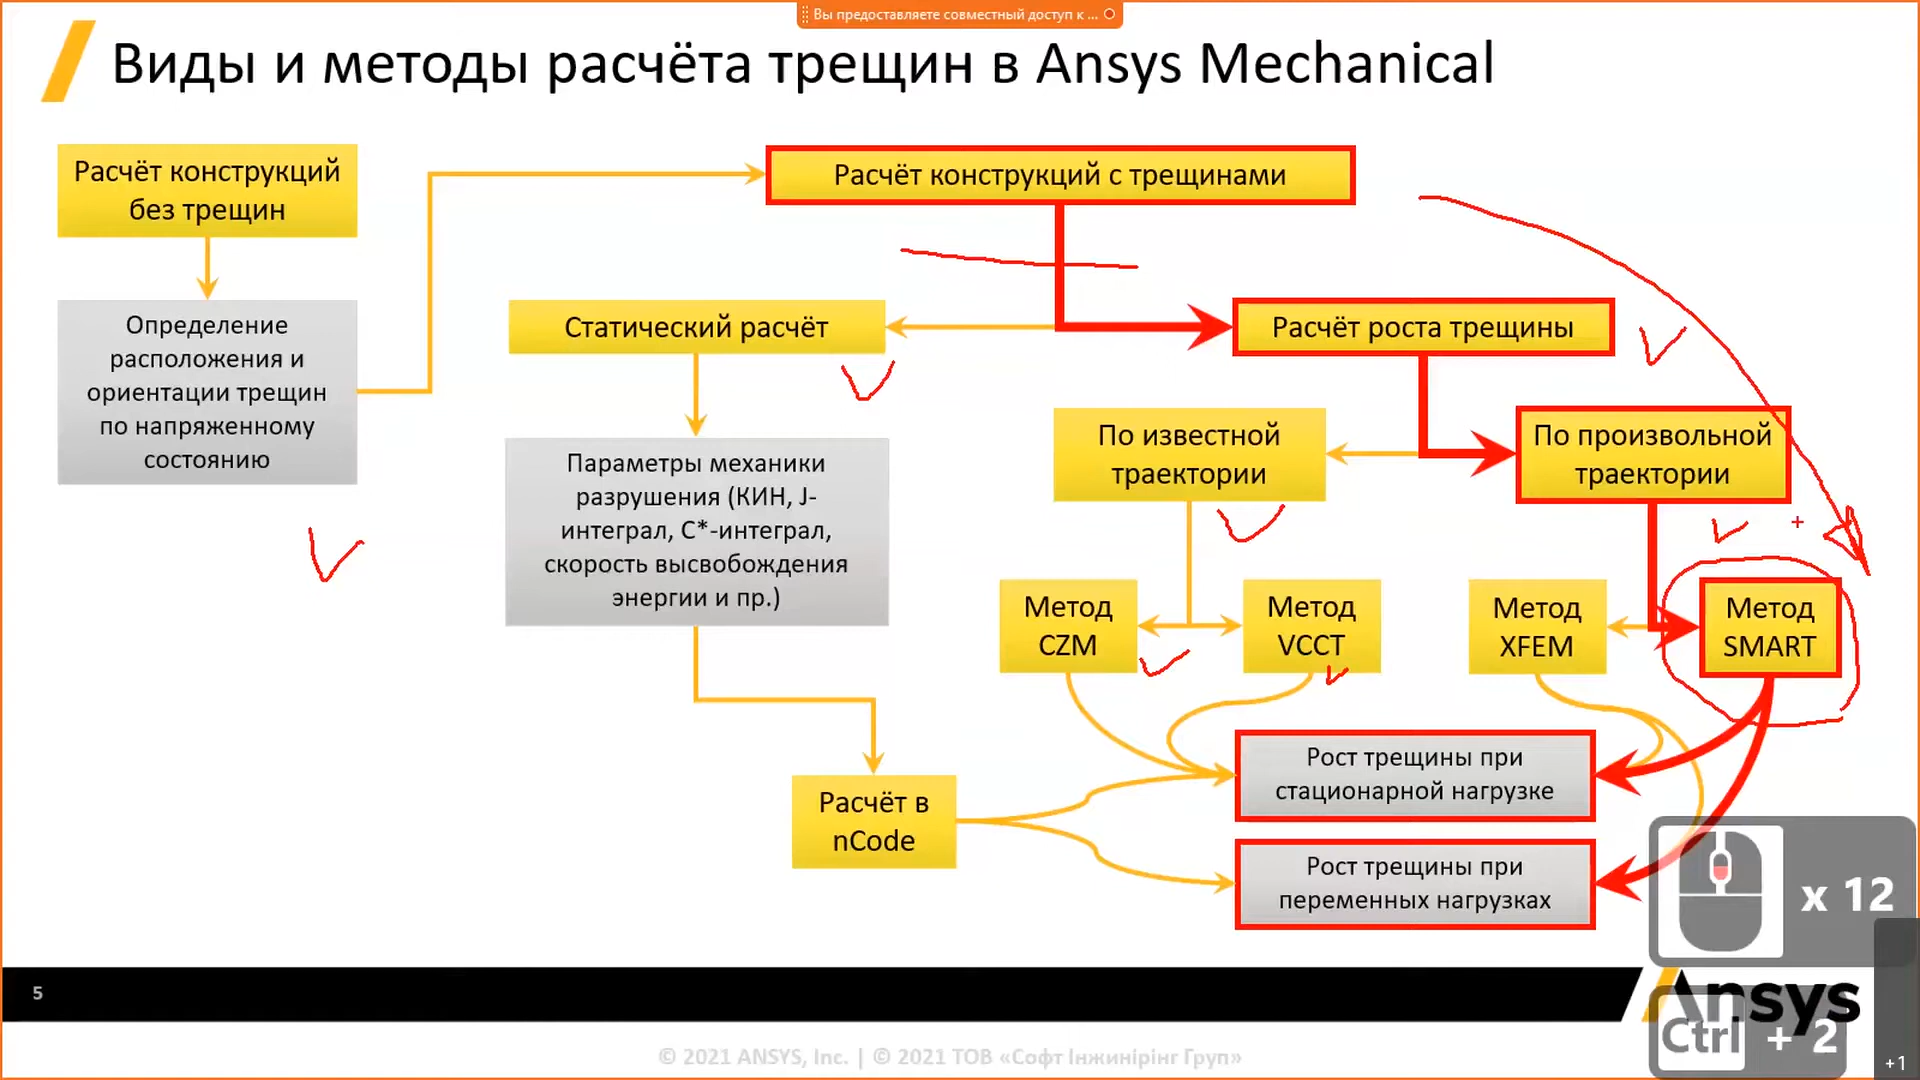 Вы предоставляете совместный доступ к ...
Виды и методы расчёта трещин в Ansys Mechanical
Расчёт конструкций
без трещин
Расчёт конструкций с трещинами
Определение
расположения и
ориентации трещин
по напряженному
состоянию
Статический расчёт
Расчёт роста трещины
Параметры механики
разрушения (КИН, J-
интеграл, С*-интеграл,
скорость высвобождения
энергии и пр.)
По известной
траектории
По произвольной
траектории
Метод
CZM
Метод
VCCT
Метод
XFEM
Метод
SMART
Рост трещины при
стационарной нагрузке
Расчёт в
nCode
Рост трещины при
переменных нагрузках
x 12
5
Ansys
Ctrl + 2
© 2021 ANSYS, Inc. | © 2021 ТОВ «Софт Інжинірінг Груп»
+1